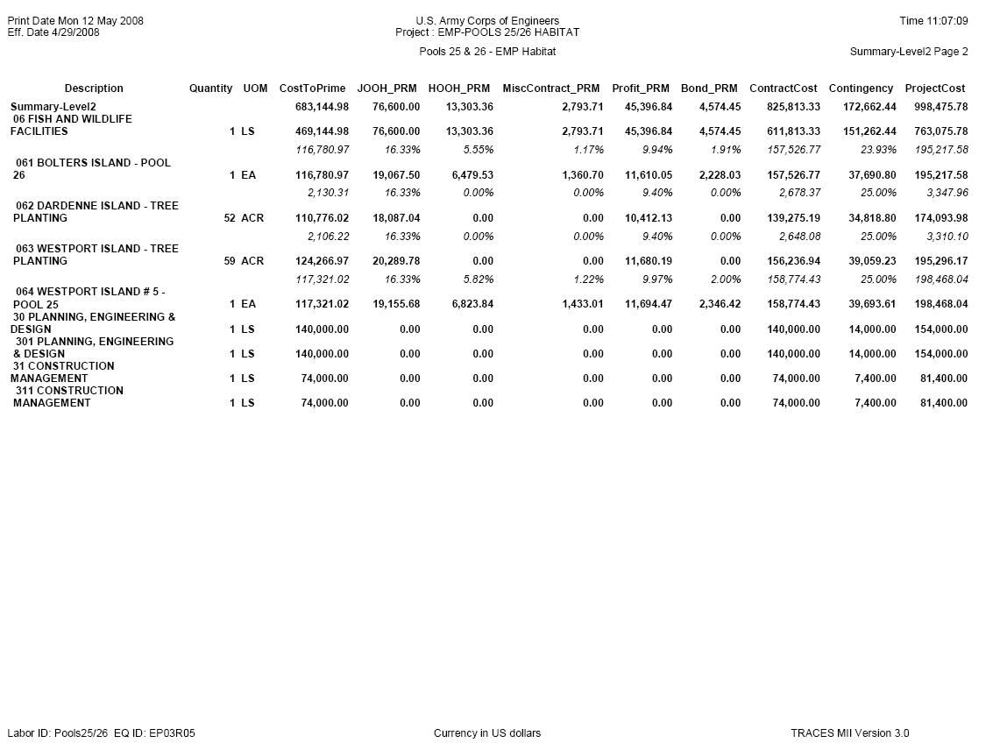 Print Date Mon 12 May 2008 U.S. Army Corps of Engineers Time 11:07:09
Eff. Date 4/29/2008 Project : EMP-POOLS 25/26 HABITAT
Pools 25 & 26 - EMP Habitat Summary-Level2 Page 2
Description Quantity UOM CostToPrime JOOH_PRM HOOH_PRM MiscContract_PRM Profit_PRM Bond_PRM ContractCost Contingency ProjectCost
Summary-Level2 683,144.98 76,600.00 13,303.36 2,793.71 45,396.84 4,574.45 825,813.33 172,662.44 998,475.78
06 FISH AND WILDLIFE
FACILITIES 1 LS 469,144.98 76,600.00 13,303.36 2,793.71 45,396.84 4,574.45 611,813.33 151,262.44 763,075.78
116,780.97 16.33% 5.55% 1.17% 9.94% 1.91% 157,526.77 23.93% 195,217.58
061 BOLTERS ISLAND - POOL
26 1 EA 116,780.97 19,067.50 6,479.53 1,360.70 11,610.05 2,228.03 157,526.77 37,690.80 195,217.58
2,130.31 16.33% 0.00% 0.00% 9.40% 0.00% 2,678.37 25.00% 3,347.96
062 DARDENNE ISLAND - TREE
PLANTING 52 ACR 110,776.02 18,087.04 0.00 0.00 10,412.13 0.00 139,275.19 34,818.80 174,093.98
2,106.22 16.33% 0.00% 0.00% 9.40% 0.00% 2,648.08 25.00% 3,310.10
063 WESTPORT ISLAND - TREE
PLANTING 59 ACR 124,266.97 20,289.78 0.00 0.00 11,680.19 0.00 156,236.94 39,059.23 195,296.17
117,321.02 16.33% 5.82% 1.22% 9.97% 2.00% 158,774.43 25.00% 198,468.04
064 WESTPORT ISLAND # 5 -
POOL 25 1 EA 117,321.02 19,155.68 6,823.84 1,433.01 11,694.47 2,346.42 158,774.43 39,693.61 198,468.04
30 PLANNING, ENGINEERING &
DESIGN 1 LS 140,000.00 0.00 0.00 0.00 0.00 0.00 140,000.00 14,000.00 154,000.00
301 PLANNING, ENGINEERING
& DESIGN 1 LS 140,000.00 0.00 0.00 0.00 0.00 0.00 140,000.00 14,000.00 154,000.00
31 CONSTRUCTION
MANAGEMENT 1 LS 74,000.00 0.00 0.00 0.00 0.00 0.00 74,000.00 7,400.00 81,400.00
311 CONSTRUCTION
MANAGEMENT 1 LS 74,000.00 0.00 0.00 0.00 0.00 0.00 74,000.00 7,400.00 81,400.00
Labor ID: Pools25/26 EQ ID: EP03R05 Currency in US dollars TRACES MII Version 3.0